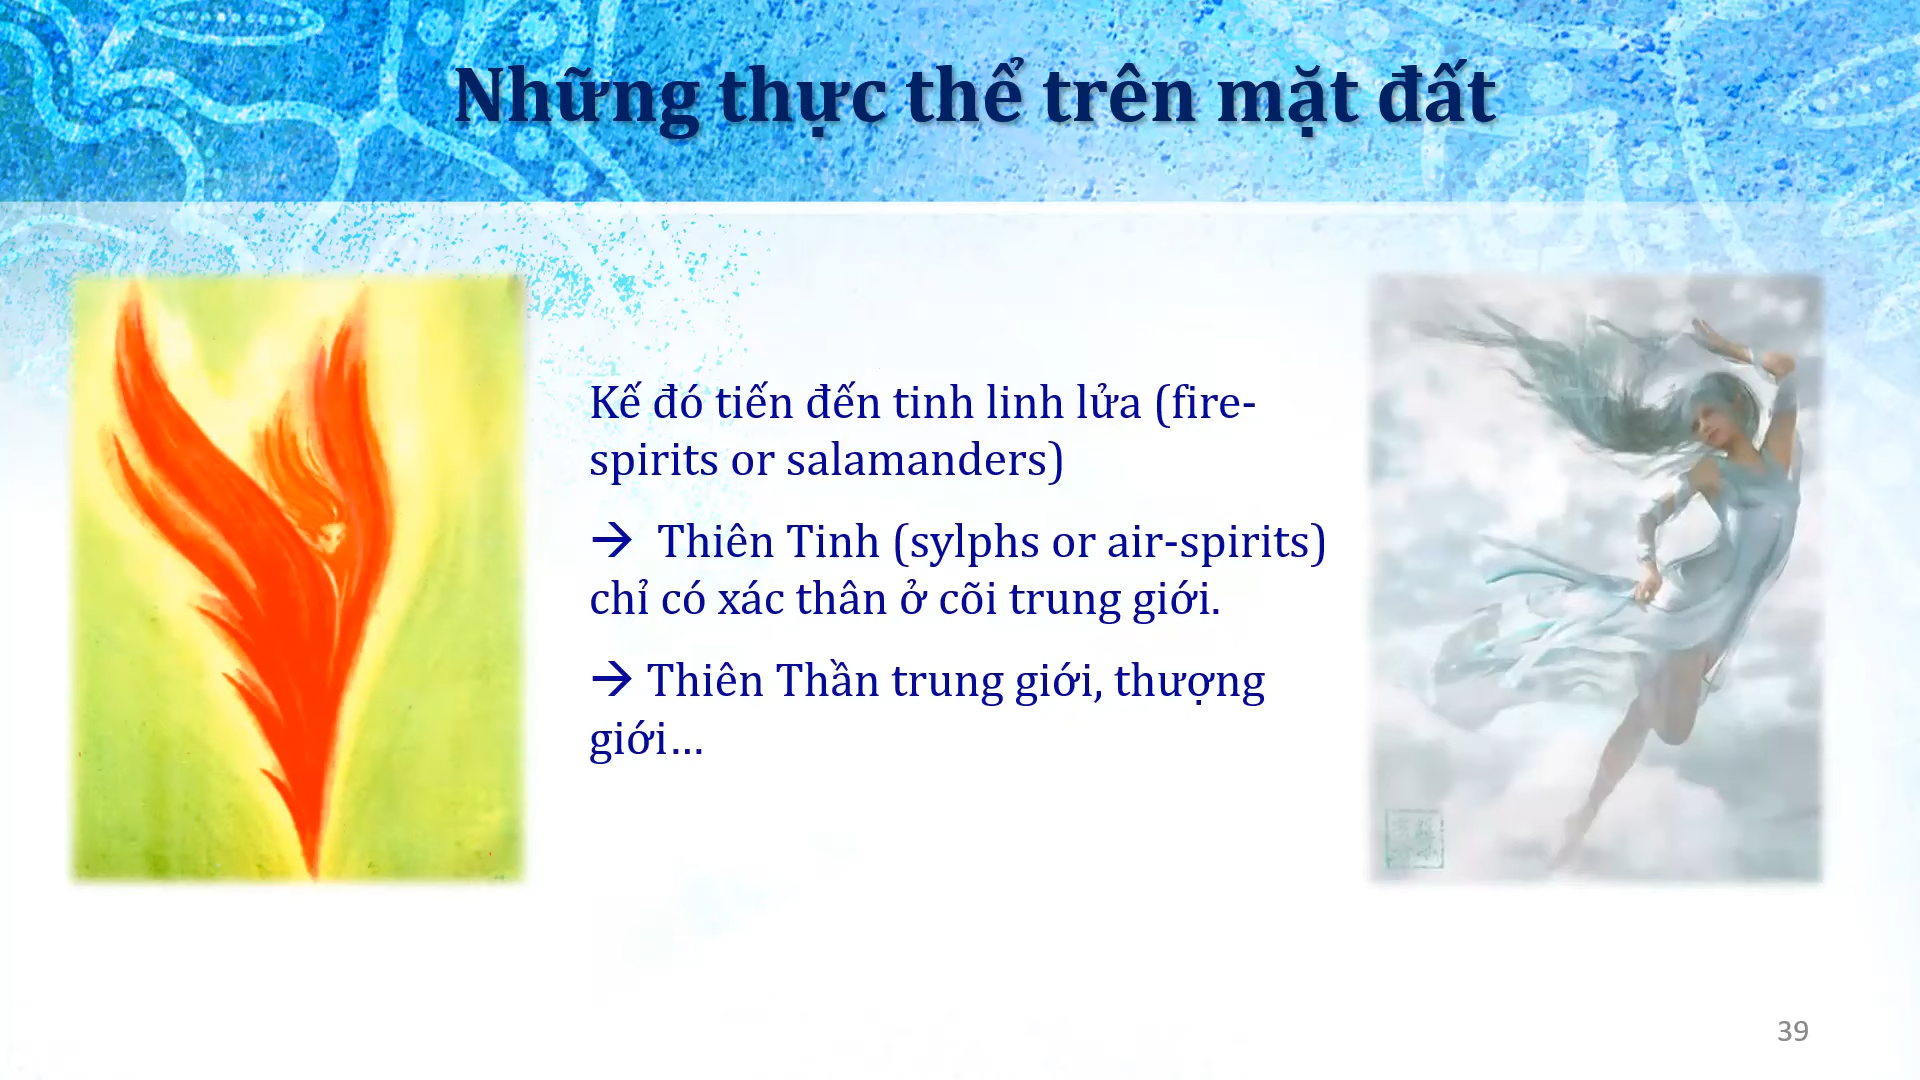 Những thực thể trên mặt đất
Kế đó tiến đến tinh linh lửa (fire-
spirits or salamanders)
→ Thiên Tinh (sylphs or air-spirits)
chỉ có xác thân ở cõi trung giới.
→ Thiên Thần trung giới, thượng
giới...
39